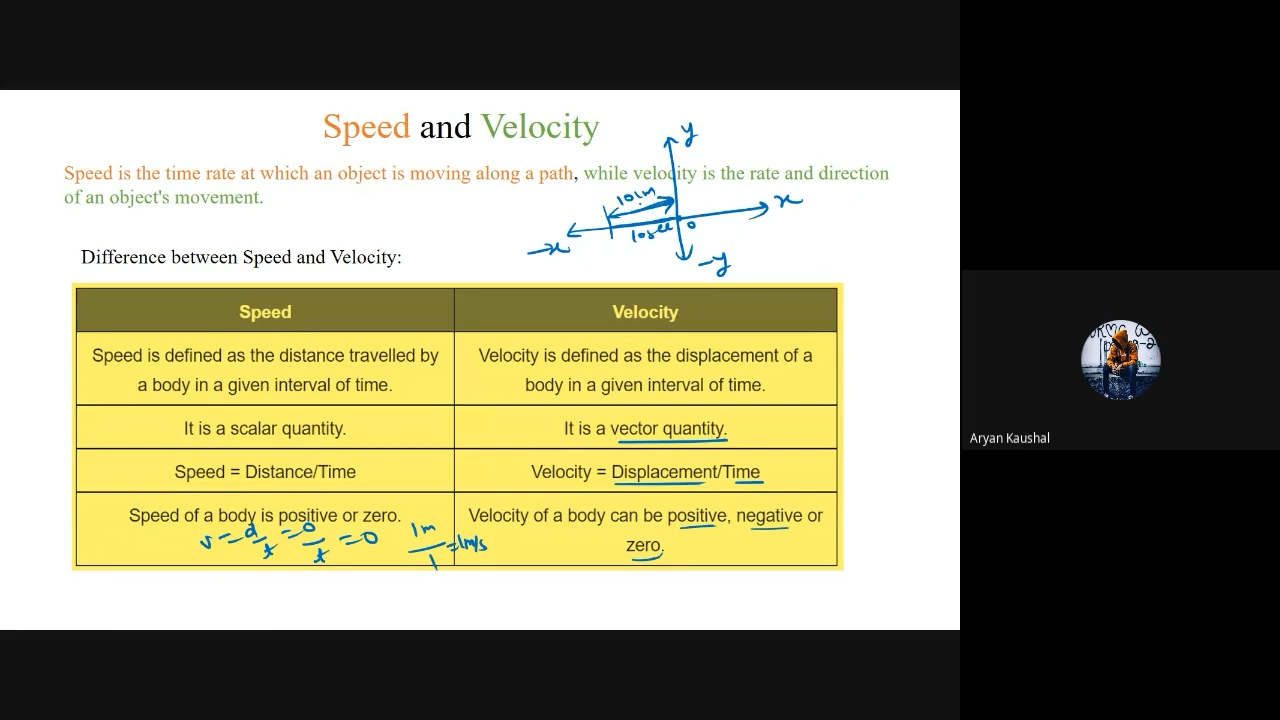 Speed and Velocity
y
Speed is the time rate at which an object is moving along a path, while velocity is the rate and direction
of an object's movement.
10m
x
10sec
0
-x
-y
Difference between Speed and Velocity:
Speed
Velocity
Speed is defined as the distance travelled by
a body in a given interval of time.
Velocity is defined as the displacement of a
body in a given interval of time.
It is a scalar quantity.
It is a vector quantity.
Speed = Distance/Time
Velocity = Displacement/Time
Speed of a body is positive or zero.
v = d/t = 0/t = 0
1m/1 = 1m/s
Velocity of a body can be positive, negative or
zero.
Aryan Kaushal